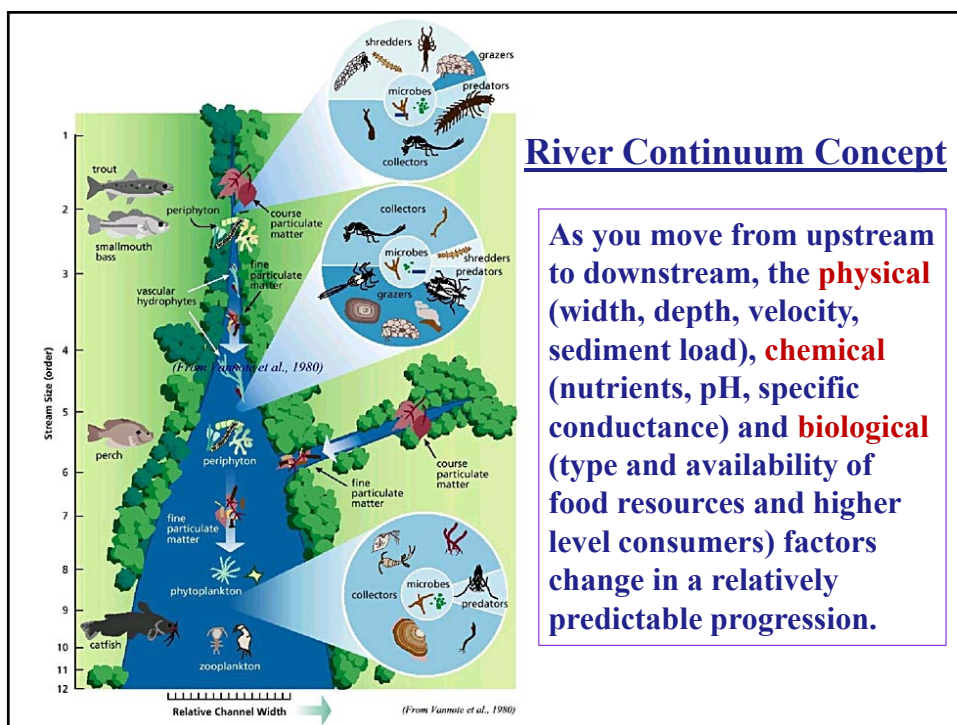 River Continuum Concept
As you move from upstream
to downstream, the physical
(width, depth, velocity,
sediment load), chemical
(nutrients, pH, specific
conductance) and biological
(type and availability of
food resources and higher
level consumers) factors
change in a relatively
predictable progression.
shredders
grazers
predators
microbes
collectors
1
trout
2
periphyton
course
particulate
matter
smallmouth
bass
collectors
microbes
shredders
predators
grazers
3
fine
particulate
matter
vascular
hydrophytes
4
(From Vannote et al., 1980)
Stream Size (order)
5
perch
periphyton
6
course
particulate
matter
fine
particulate
matter
7
fine
particulate
matter
8
phytoplankton
collectors
microbes
predators
9
catfish
10
zooplankton
11
12
Relative Channel Width
(From Vannote et al., 1980)